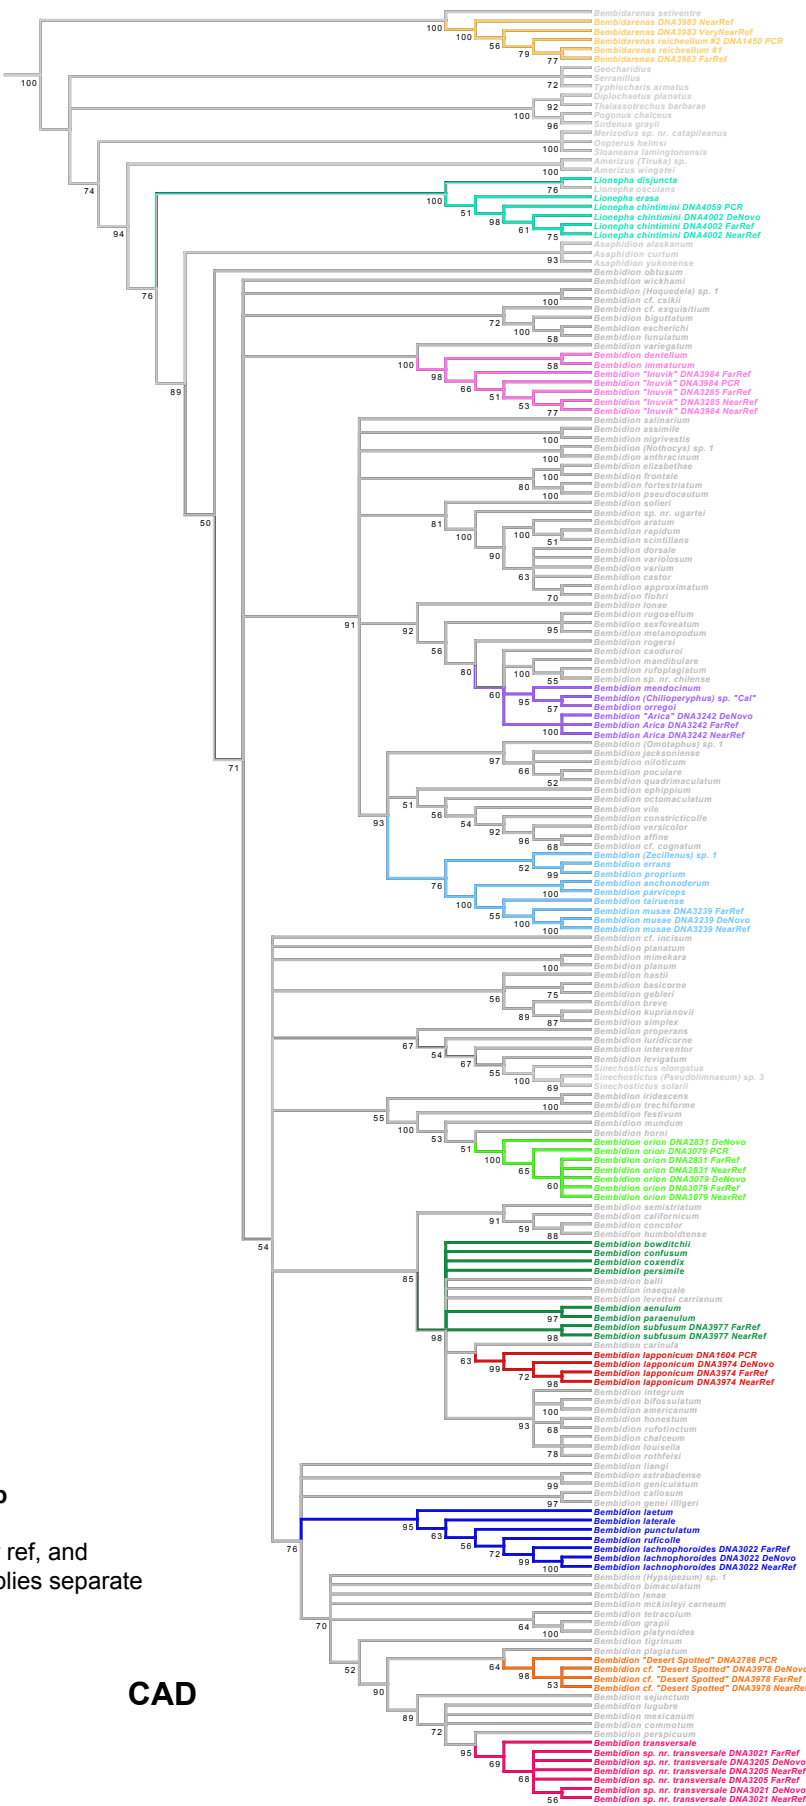 Bembidarenas setiventre
Bembidarenas DNA3983 NearRef
Bembidarenas DNA3983 VeryNearRef
Bembidarenas reicheellum #2 DNA1450 PCR
Bembidarenas reicheellum #1
Bembidarenas DNA3983 FarRef
Geocharidius
Serranillus
Typhlocharis armatus
Diplochaetus planatus
Thalassotrechus barbarae
Pogonus chalceus
Sirdenus grayii
Merizodus sp. nr. catapileanus
Oopterus helmsi
Sloaneana lamingtonensis
Amerizus (Tiruka) sp.
Amerizus wingatei
Lionepha disjuncta
Lionepha osculans
Lionepha erasa
Lionepha chintimini DNA4059 PCR
Lionepha chintimini DNA4002 DeNovo
Lionepha chintimini DNA4002 FarRef
Lionepha chintimini DNA4002 NearRef
Asaphidion alaskanum
Asaphidion curtum
Asaphidion yukonense
Bembidion obtusum
Bembidion wickhami
Bembidion (Hoquedela) sp. 1
Bembidion cf. csikii
Bembidion cf. exquisitium
Bembidion biguttatum
Bembidion escherichi
Bembidion lunulatum
Bembidion variegatum
Bembidion dentellum
Bembidion immaturum
Bembidion "Inuvik" DNA3984 FarRef
Bembidion "Inuvik" DNA3984 PCR
Bembidion "Inuvik" DNA3285 FarRef
Bembidion "Inuvik" DNA3285 NearRef
Bembidion "Inuvik" DNA3984 NearRef
Bembidion salinarium
Bembidion assimile
Bembidion nigrivestis
Bembidion (Nothocys) sp. 1
Bembidion anthracinum
Bembidion elizabethae
Bembidion frontale
Bembidion fortestriatum
Bembidion pseudocautum
Bembidion solieri
Bembidion sp. nr. ugartei
Bembidion aratum
Bembidion rapidum
Bembidion scintillans
Bembidion dorsale
Bembidion variolosum
Bembidion varium
Bembidion castor
Bembidion approximatum
Bembidion flohri
Bembidion lonae
Bembidion rugosellum
Bembidion sexfoveatum
Bembidion melanopodum
Bembidion rogersi
Bembidion caoduroi
Bembidion mandibulare
Bembidion rufoplagiatum
Bembidion sp. nr. chilense
Bembidion mendocinum
Bembidion (Chilioperyphus) sp. "Cal"
Bembidion orregoi
Bembidion "Arica" DNA3242 DeNovo
Bembidion Arica DNA3242 FarRef
Bembidion Arica DNA3242 NearRef
Bembidion (Omotaphus) sp. 1
Bembidion jacksoniense
Bembidion niloticum
Bembidion poculare
Bembidion quadrimaculatum
Bembidion ephippium
Bembidion octomaculatum
Bembidion vile
Bembidion constricticolle
Bembidion versicolor
Bembidion affine
Bembidion cf. cognatum
Bembidion (Zecillenus) sp. 1
Bembidion errans
Bembidion proprium
Bembidion anchonoderum
Bembidion parviceps
Bembidion tairuense
Bembidion musae DNA3239 FarRef
Bembidion musae DNA3239 DeNovo
Bembidion musae DNA3239 NearRef
Bembidion cf. incisum
Bembidion planatum
Bembidion mimekara
Bembidion planum
Bembidion hastii
Bembidion basicorne
Bembidion gebleri
Bembidion breve
Bembidion kuprianovii
Bembidion simplex
Bembidion properans
Bembidion luridicorne
Bembidion interventor
Bembidion levigatum
Sinechostictus elongatus
Sinechostictus (Pseudolimnaeum) sp. 3
Sinechostictus solarii
Bembidion iridescens
Bembidion trechiforme
Bembidion festivum
Bembidion mundum
Bembidion horni
Bembidion orion DNA2831 DeNovo
Bembidion orion DNA3079 PCR
Bembidion orion DNA2831 FarRef
Bembidion orion DNA2831 NearRef
Bembidion orion DNA3079 DeNovo
Bembidion orion DNA3079 FarRef
Bembidion orion DNA3079 NearRef
Bembidion semistriatum
Bembidion californicum
Bembidion concolor
Bembidion humboldtense
Bembidion bowditchii
Bembidion confusum
Bembidion coxendix
Bembidion persimile
Bembidion balli
Bembidion inaequale
Bembidion levettei carrianum
Bembidion aenulum
Bembidion paraenulum
Bembidion subfusum DNA3977 FarRef
Bembidion subfusum DNA3977 NearRef
Bembidion carinula
Bembidion lapponicum DNA1604 PCR
Bembidion lapponicum DNA3974 DeNovo
Bembidion lapponicum DNA3974 FarRef
Bembidion lapponicum DNA3974 NearRef
Bembidion integrum
Bembidion bifossulatum
Bembidion americanum
Bembidion honestum
Bembidion rufotinctum
Bembidion chalceum
Bembidion louisella
Bembidion rothfelsi
Bembidion liangi
Bembidion astrabadense
Bembidion geniculatum
Bembidion callosum
Bembidion genei illigeri
Bembidion laetum
Bembidion laterale
Bembidion punctulatum
Bembidion ruficolle
Bembidion lachnophoroides DNA3022 FarRef
Bembidion lachnophoroides DNA3022 DeNovo
Bembidion lachnophoroides DNA3022 NearRef
Bembidion (Hypsipezum) sp. 1
Bembidion bimaculatum
Bembidion lenae
Bembidion mckinleyi carneum
Bembidion tetracolum
Bembidion grapii
Bembidion platynoides
Bembidion tigrinum
Bembidion plagiatum
Bembidion "Desert Spotted" DNA2786 PCR
Bembidion cf. "Desert Spotted" DNA3978 DeNovo
Bembidion cf. "Desert Spotted" DNA3978 FarRef
Bembidion cf. "Desert Spotted" DNA3978 NearRef
Bembidion sejunctum
Bembidion lugubre
Bembidion mexicanum
Bembidion commotum
Bembidion perspicuum
Bembidion transversale
Bembidion sp. nr. transversale DNA3021 FarRef
Bembidion sp. nr. transversale DNA3205 DeNovo
Bembidion sp. nr. transversale DNA3205 NearRef
Bembidion sp. nr. transversale DNA3205 FarRef
Bembidion sp. nr. transversale DNA3021 DeNovo
Bembidion sp. nr. transversale DNA3021 NearRef
ref, and
plies separate
CAD